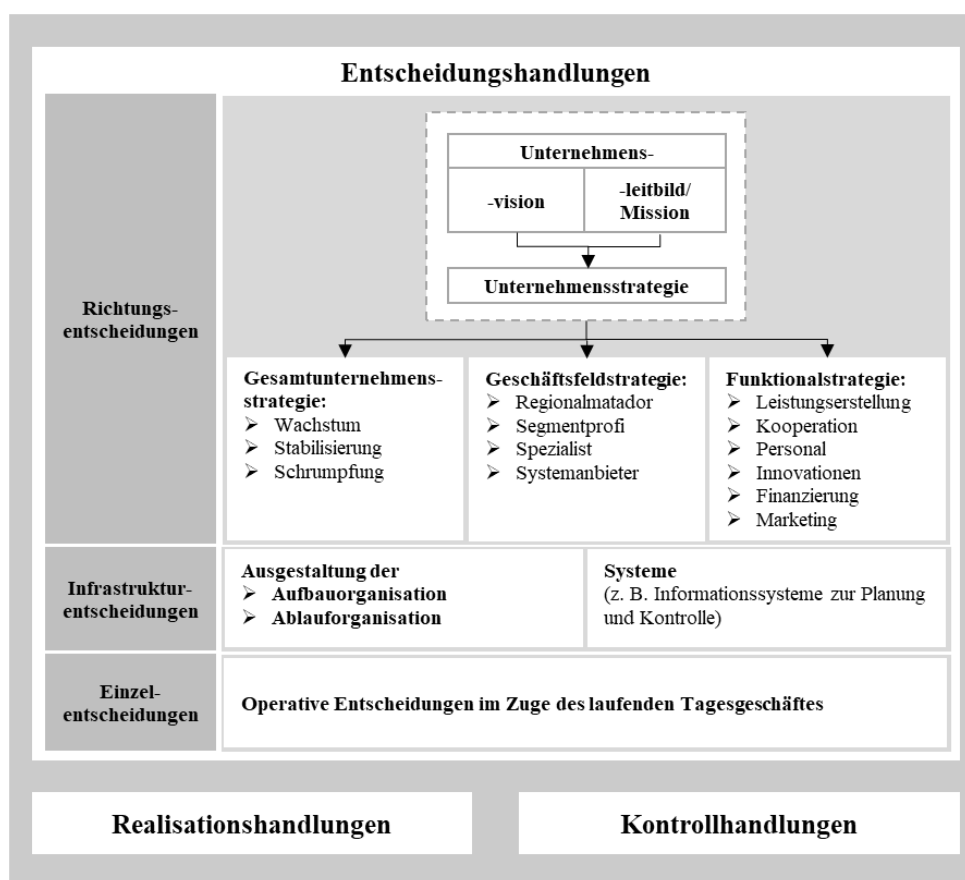 Entscheidungshandlungen
Richtungs-
entscheidungen
Unternehmens-
-vision
-leitbild/
Mission
Unternehmensstrategie
Gesamtunternehmens-
strategie:
➢ Wachstum
➢ Stabilisierung
➢ Schrumpfung
Geschäftsfeldstrategie:
➢ Regionalmatador
➢ Segmentprofi
➢ Spezialist
➢ Systemanbieter
Funktionalstrategie:
➢ Leistungserstellung
➢ Kooperation
➢ Personal
➢ Innovationen
➢ Finanzierung
➢ Marketing
Infrastruktur-
entscheidungen
Ausgestaltung der
➢ Aufbauorganisation
➢ Ablauforganisation
Systeme
(z. B. Informationssysteme zur Planung
und Kontrolle)
Einzel-
entscheidungen
Operative Entscheidungen im Zuge des laufenden Tagesgeschäftes
Realisationshandlungen
Kontrollhandlungen